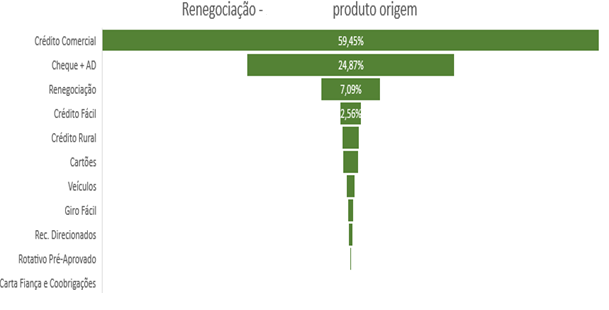 Renegociação - produto origem
Crédito Comercial 59,45%
Cheque + AD 24,87%
Renegociação 7,09%
Crédito Fácil 2,56%
Crédito Rural
Cartões
Veículos
Giro Fácil
Rec. Direcionados
Rotativo Pré-Aprovado
Carta Fiança e Coobrigações